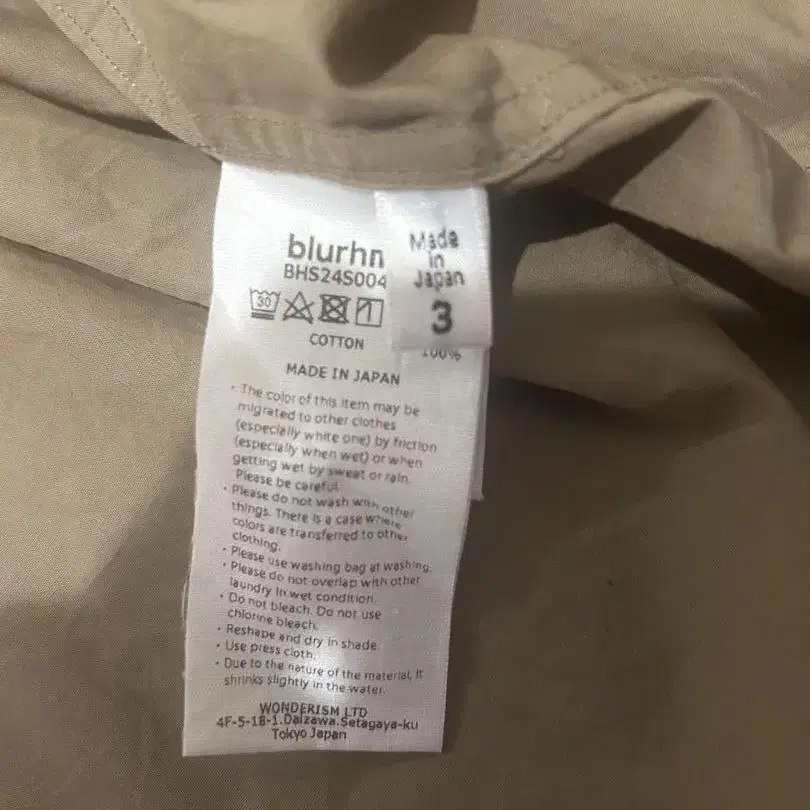 blurhn
BHS24S004
Made
in
Japan
3
30
COTTON 100%
MADE IN JAPAN
・The color of this item may be
migrated to other clothes
(especially white one) by friction
(especially when wet) or when
getting wet by sweat or rain.
Please be careful.
・Please do not wash with other
things. There is a case where
colors are transferred to other
clothing.
・Please use washing bag at washing.
・Please do not overlap with other
laundry in wet condition.
・Do not bleach. Do not use
chlorine bleach.
・Reshape and dry in shade.
・Use press cloth.
・Due to the nature of the material, it
shrinks slightly in the water.
WONDERISM LTD
4F-5-18-1.Daizawa.Setagaya-ku
Tokyo Japan